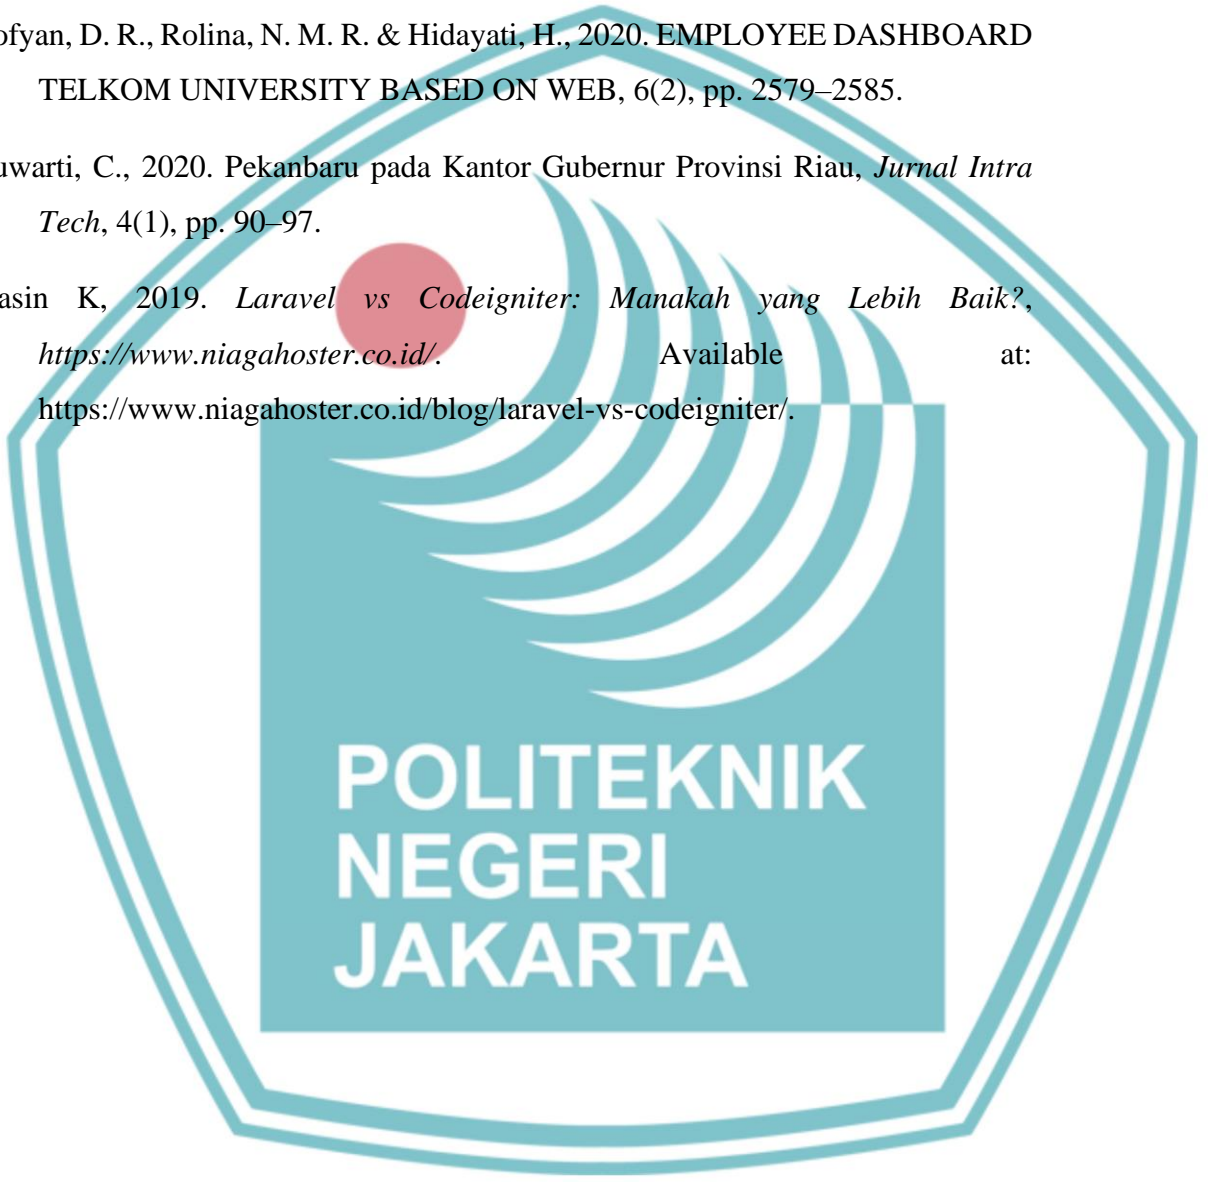 ofyan, D. R., Rolina, N. M. R. & Hidayati, H., 2020. EMPLOYEE DASHBOARD
TELKOM UNIVERSITY BASED ON WEB, 6(2), pp. 2579–2585.
uwarti, C., 2020. Pekanbaru pada Kantor Gubernur Provinsi Riau, Jurnal Intra
Tech, 4(1), pp. 90–97.
asin K, 2019. Laravel vs Codeigniter: Manakah yang Lebih Baik?,
https://www.niagahoster.co.id/. Available at:
https://www.niagahoster.co.id/blog/laravel-vs-codeigniter/.
POLITEKNIK
NEGERI
JAKARTA